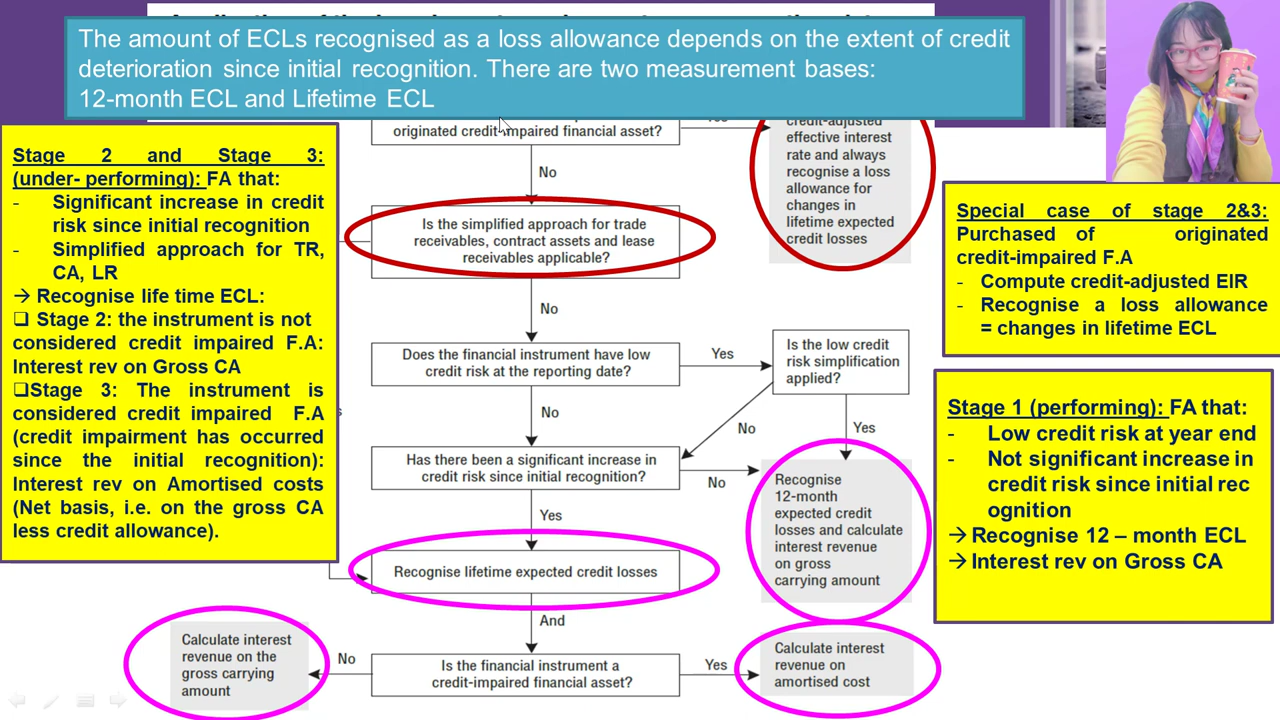 The amount of ECLs recognised as a loss allowance depends on the extent of credit
deterioration since initial recognition. There are two measurement bases:
12-month ECL and Lifetime ECL
Stage 2 and Stage 3:
(under- performing): FA that:
- Significant increase in credit
risk since initial recognition
- Simplified approach for TR,
CA, LR
→ Recognise life time ECL:
❑ Stage 2: the instrument is not
considered credit impaired F.A:
Interest rev on Gross CA
❑Stage 3: The instrument is
considered credit impaired F.A
(credit impairment has occurred
since the initial recognition):
Interest rev on Amortised costs
(Net basis, i.e. on the gross CA
less credit allowance).
originated credit-impaired financial asset?
No
credit-adjusted
effective interest
rate and always
recognise a loss
allowance for
changes in
lifetime expected
credit losses
Is the simplified approach for trade
receivables, contract assets and lease
receivables applicable?
No
Does the financial instrument have low
credit risk at the reporting date?
Yes
Is the low credit
risk simplification
applied?
No
No
Yes
Has there been a significant increase in
credit risk since initial recognition?
No
Recognise
12-month
expected credit
losses and calculate
interest revenue
on gross
carrying amount
Yes
Recognise lifetime expected credit losses
And
Is the financial instrument a
credit-impaired financial asset?
No
Calculate interest
revenue on the
gross carrying
amount
Yes
Calculate interest
revenue on
amortised cost
Special case of stage 2&3:
Purchased of originated
credit-impaired F.A
- Compute credit-adjusted EIR
- Recognise a loss allowance
= changes in lifetime ECL
Stage 1 (performing): FA that:
- Low credit risk at year end
- Not significant increase in
credit risk since initial rec
ognition
→ Recognise 12 – month ECL
→ Interest rev on Gross CA